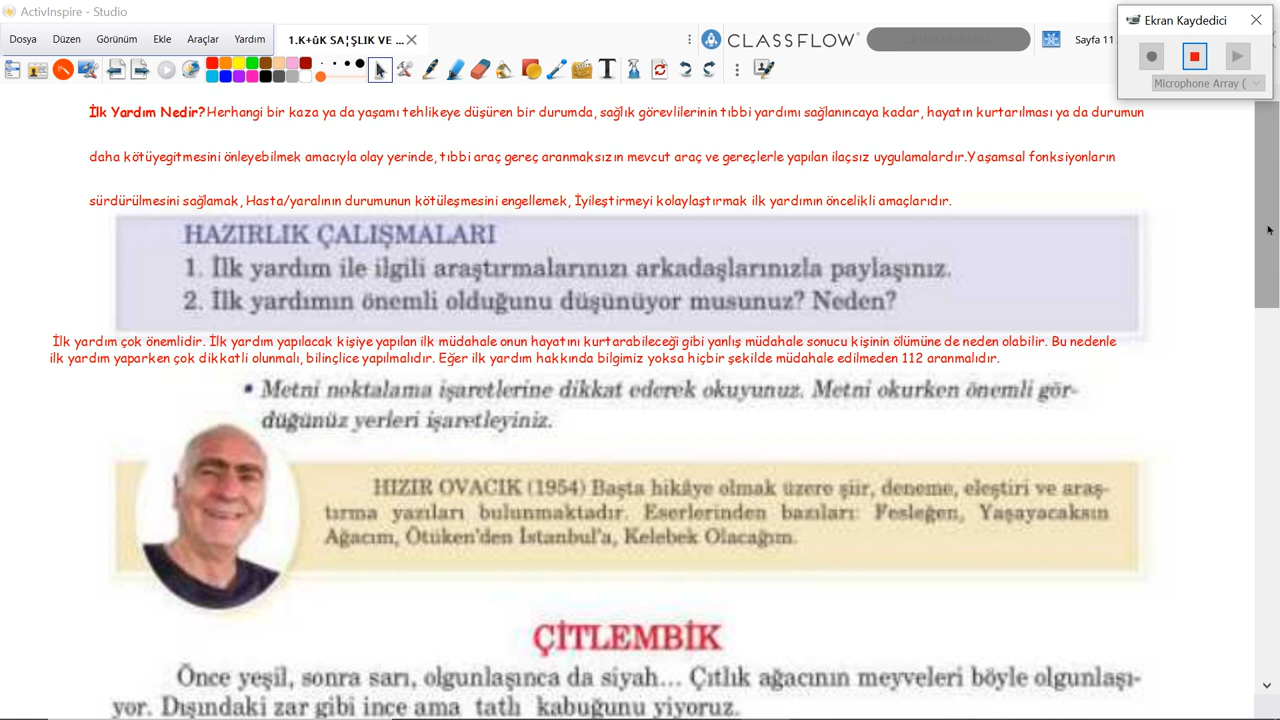 ActivInspire - Studio
Ekran Kaydedici
Dosya Düzen Görünüm Ekle Araçlar Yardım
1.K+ûK SA¦ŞLIK VE ...
CLASSFLOW
Sayfa 11
Microphone Array (
İlk Yardım Nedir?Herhangi bir kaza ya da yaşamı tehlikeye düşüren bir durumda, sağlık görevlilerinin tıbbi yardımı sağlanıncaya kadar, hayatın kurtarılması ya da durumun
daha kötüyegitmesini önleyebilmek amacıyla olay yerinde, tıbbi araç gereç aranmaksızın mevcut araç ve gereçlerle yapılan ilaçsız uygulamalardır.Yaşamsal fonksiyonların
sürdürülmesini sağlamak, Hasta/yaralının durumunun kötüleşmesini engellemek, İyileştirmeyi kolaylaştırmak ilk yardımın öncelikli amaçlarıdır.
HAZIRLIK ÇALIŞMALARI
1. İlk yardım ile ilgili araştırmalarınızı arkadaşlarınızla paylaşınız.
2. İlk yardımın önemli olduğunu düşünüyor musunuz? Neden?
İlk yardım çok önemlidir. İlk yardım yapılacak kişiye yapılan ilk müdahale onun hayatını kurtarabileceği gibi yanlış müdahale sonucu kişinin ölümüne de neden olabilir. Bu nedenle
ilk yardım yaparken çok dikkatli olunmalı, bilinçlice yapılmalıdır. Eğer ilk yardım hakkında bilgimiz yoksa hiçbir şekilde müdahale edilmeden 112 aranmalıdır.
• Metni noktalama işaretlerine dikkat ederek okuyunuz. Metni okurken önemli gör-
düğünüz yerleri işaretleyiniz.
HIZIR OVACIK (1954) Başta hikâye olmak üzere şiir, deneme, eleştiri ve araş-
tırma yazıları bulunmaktadır. Eserlerinden bazıları: Fesleğen, Yaşayacaksın
Ağacım, Ötüken'den İstanbul'a, Kelebek Olacağım.
ÇİTLEMBİK
Önce yeşil, sonra sarı, olgunlaşınca da siyah... Çıtlık ağacının meyveleri böyle olgunlaşı-
yor. Dışındaki zar gibi ince ama tatlı kabuğunu yiyoruz.